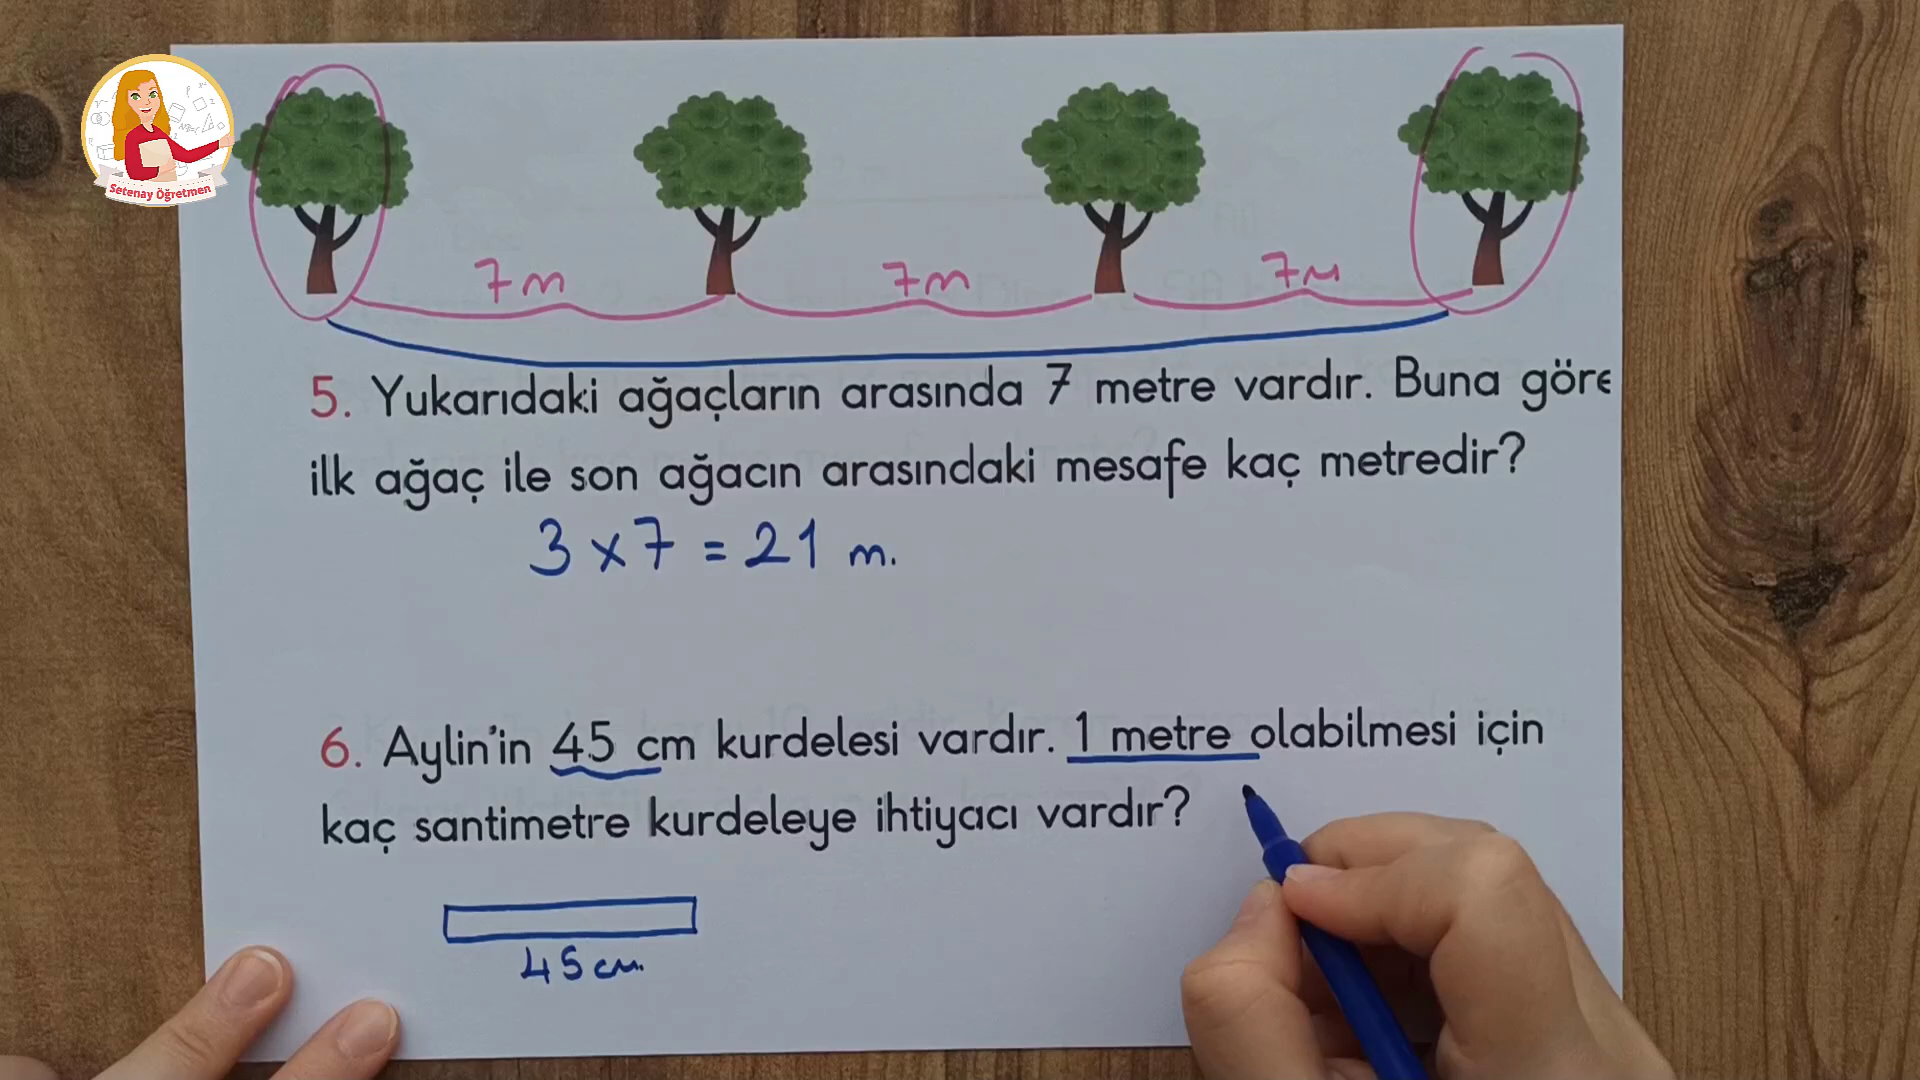 Setenay Öğretmen
7m 7m 7m
5. Yukarıdaki ağaçların arasında 7 metre vardır. Buna göre
ilk ağaç ile son ağacın arasındaki mesafe kaç metredir?
3 x 7 = 21 m.
6. Aylin'in 45 cm kurdelesi vardır. 1 metre olabilmesi için
kaç santimetre kurdeleye ihtiyacı vardır?
45 cm.